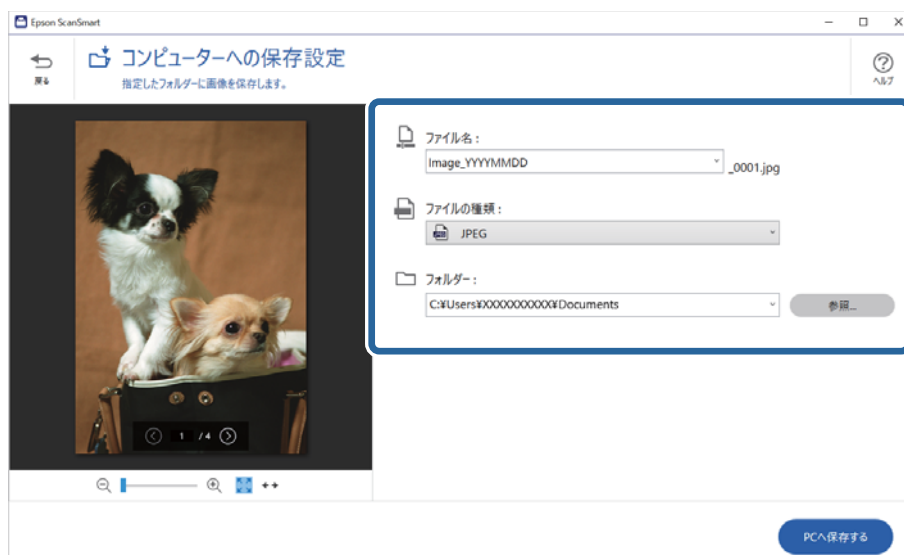 Epson ScanSmart
戻る
コンピューターへの保存設定
指定したフォルダーに画像を保存します。
ヘルプ
ファイル名：
Image_YYYYMMDD
_0001.jpg
ファイルの種類：
JPEG
フォルダー：
C:¥Users¥XXXXXXXXXX¥Documents
参照...
1 /4
PCへ保存する